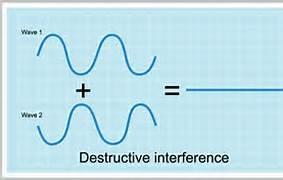 Wave 1
+
=
Wave 2
Destructive interference